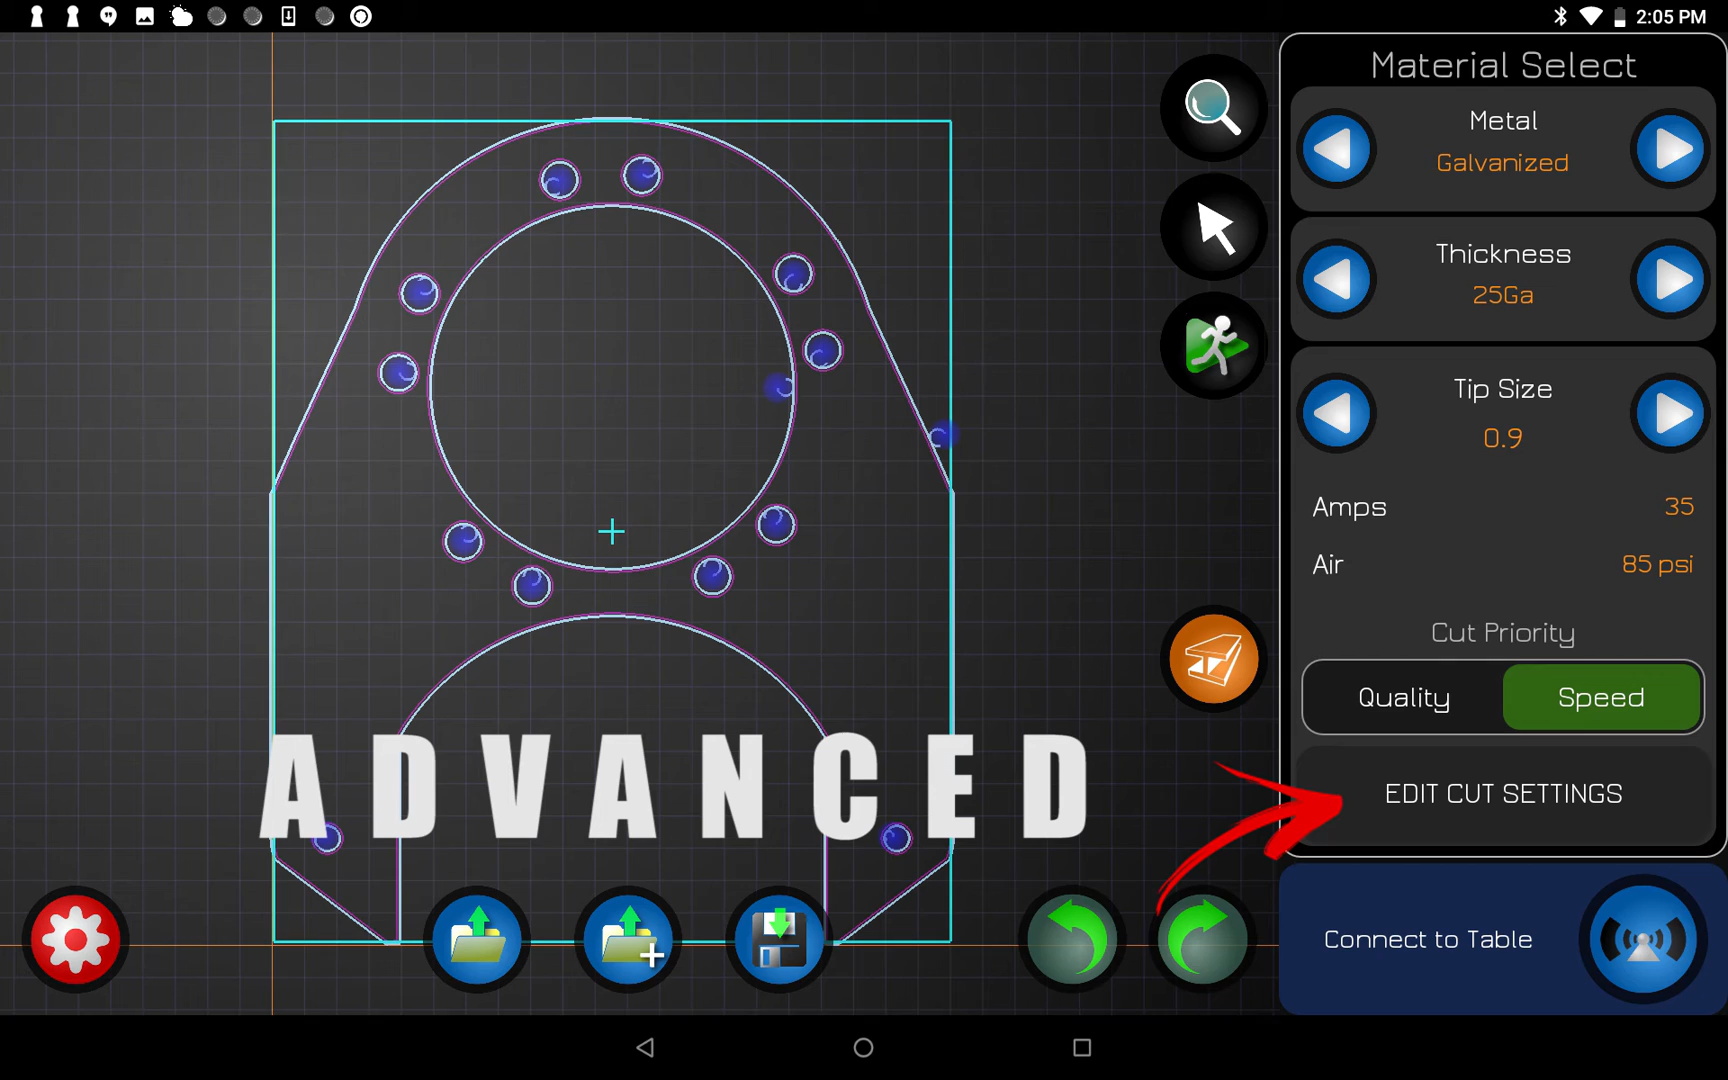 2:05 PM
Material Select
Metal
Galvanized
Thickness
25Ga
Tip Size
0.9
Amps 35
Air 85 psi
Cut Priority
Quality Speed
ADVANCED
EDIT CUT SETTINGS
Connect to Table